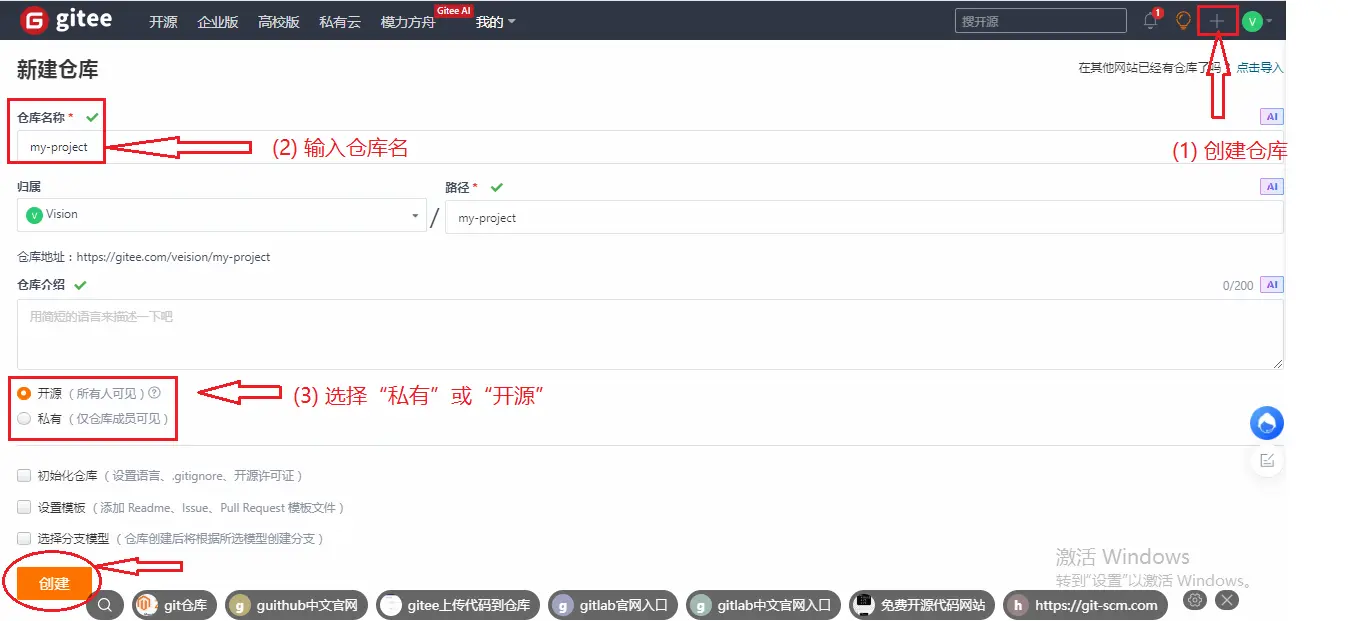 gitee 开源 企业版 高校版 私有云 模力方舟 Gitee AI 我的 搜开源 1 V
新建仓库 在其他网站已经有仓库了吗 点击导入
仓库名称 * AI
my-project (2) 输入仓库名 (1) 创建仓库
归属 路径 * AI
V Vision / my-project
仓库地址：https://gitee.com/veision/my-project
仓库介绍 0/200 AI
用简短的语言来描述一下吧
开源（所有人可见）?
(3) 选择“私有”或“开源”
私有（仅仓库成员可见）
初始化仓库（设置语言、.gitignore、开源许可证）
设置模板（添加 Readme、Issue、Pull Request 模板文件）
选择分支模型（仓库创建后将根据所选模型创建分支）
激活 Windows
转到“设置”以激活 Windows。
创建
git仓库 g guithub中文官网 gitee上传代码到仓库 g gitlab官网入口 g gitlab中文官网入口 免费开源代码网站 h https://git-scm.com